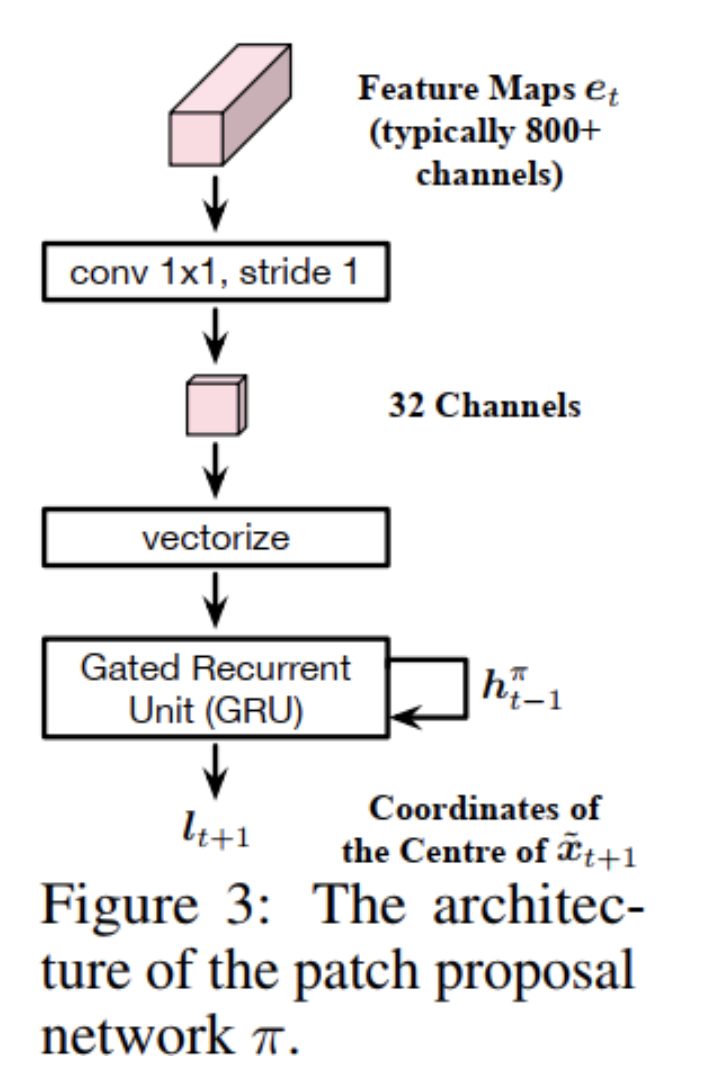 Feature Maps e_t
(typically 800+
channels)
conv 1x1, stride 1
32 Channels
vectorize
Gated Recurrent
Unit (GRU)
h^π_{t−1}
l_{t+1}
Coordinates of
the Centre of x̃_{t+1}
Figure 3: The architec-
ture of the patch proposal
network π.